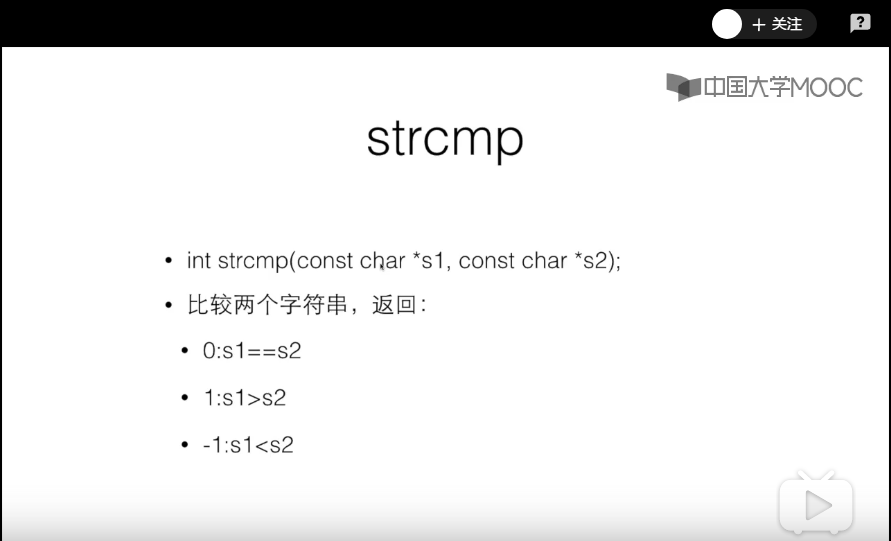 + 关注
?
中国大学MOOC
strcmp
• int strcmp(const char *s1, const char *s2);
• 比较两个字符串，返回：
• 0:s1==s2
• 1:s1>s2
• -1:s1<s2